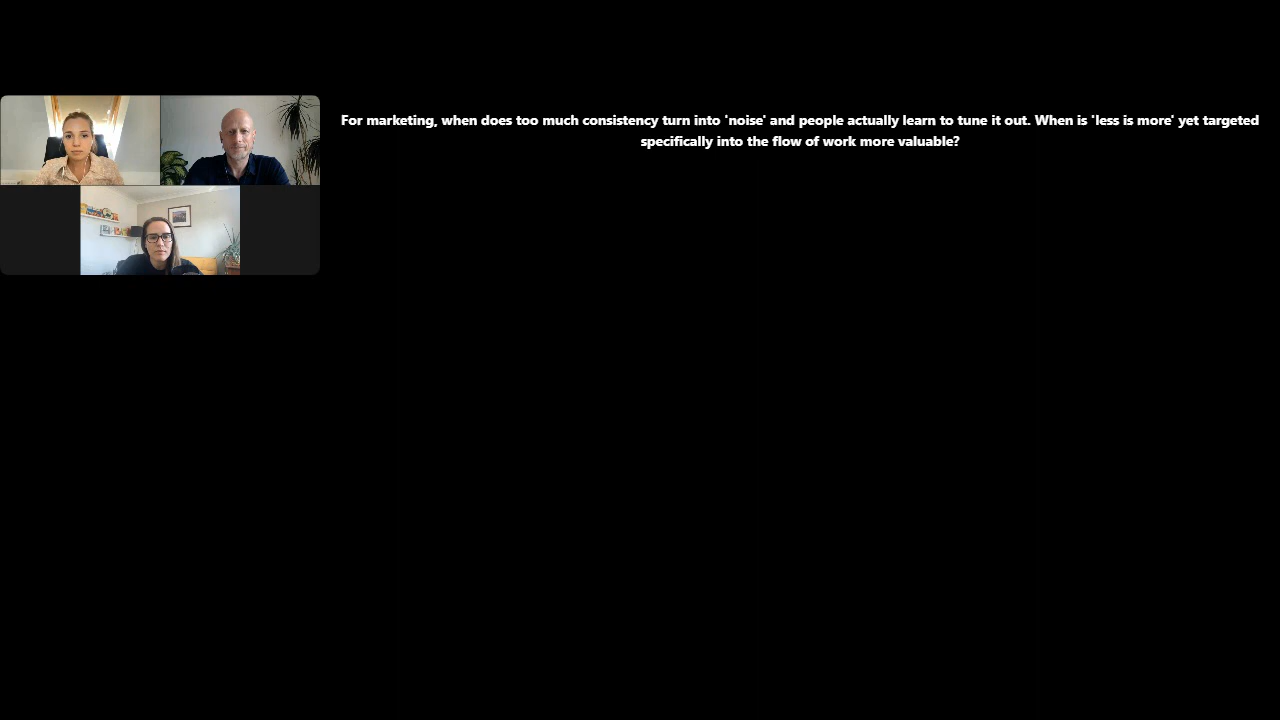 For marketing, when does too much consistency turn into 'noise' and people actually learn to tune it out. When is 'less is more' yet targeted
specifically into the flow of work more valuable?